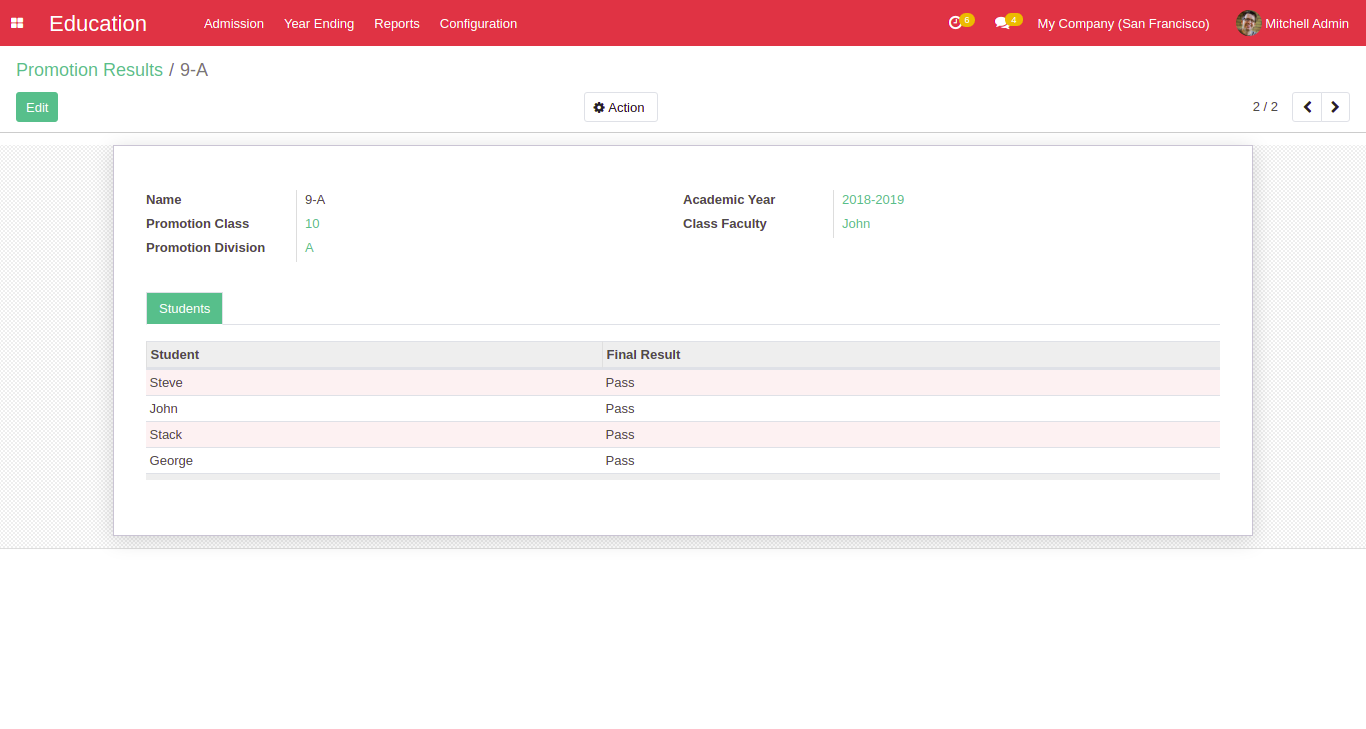 Education Admission Year Ending Reports Configuration 6 4 My Company (San Francisco) Mitchell Admin
Promotion Results / 9-A
Edit Action 2 / 2
Name 9-A Academic Year 2018-2019
Promotion Class 10 Class Faculty John
Promotion Division A
Students
Student Final Result
Steve Pass
John Pass
Stack Pass
George Pass